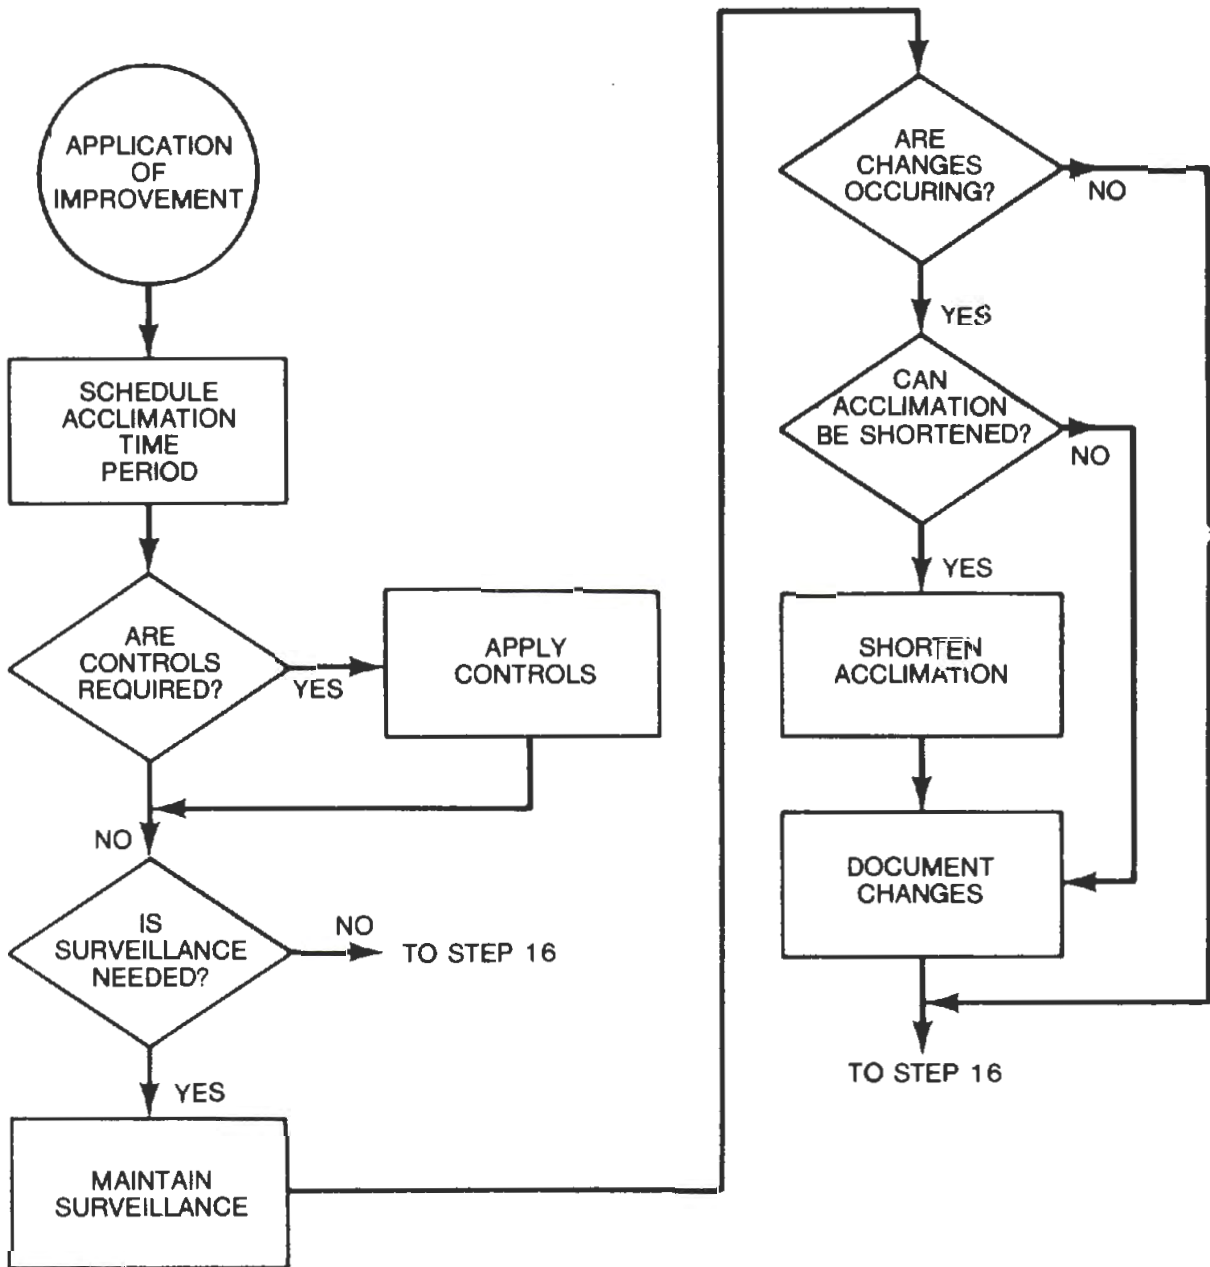 APPLICATION
OF
IMPROVEMENT
SCHEDULE
ACCLIMATION
TIME
PERIOD
ARE
CONTROLS
REQUIRED?
YES
APPLY
CONTROLS
NO
IS
SURVEILLANCE
NEEDED?
NO
TO STEP 16
YES
MAINTAIN
SURVEILLANCE
ARE
CHANGES
OCCURING?
NO
YES
CAN
ACCLIMATION
BE SHORTENED?
NO
YES
SHORTEN
ACCLIMATION
DOCUMENT
CHANGES
TO STEP 16